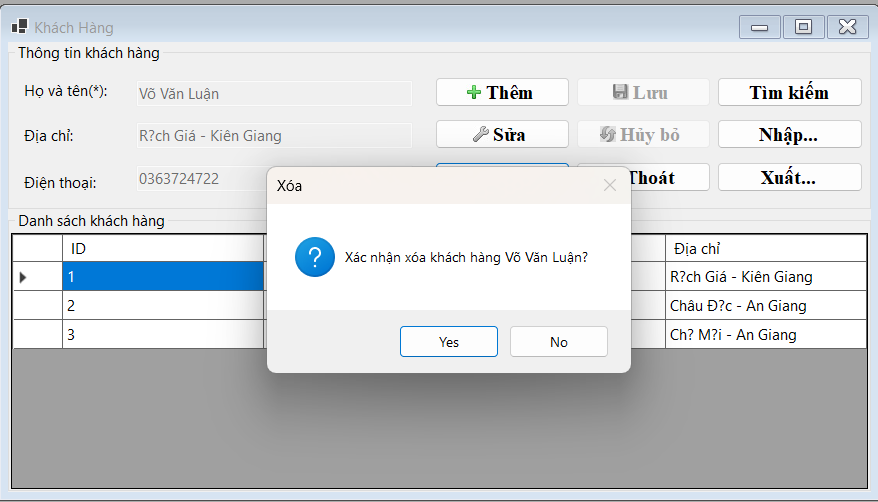 Khách Hàng
Thông tin khách hàng
Họ và tên(*): Võ Văn Luận Thêm Lưu Tìm kiếm
Địa chỉ: R?ch Giá - Kiên Giang Sửa Hủy bỏ Nhập...
Điện thoại: 0363724722 Thoát Xuất...
Xóa
Danh sách khách hàng
ID Địa chỉ
Xác nhận xóa khách hàng Võ Văn Luận?
1 R?ch Giá - Kiên Giang
2 Châu Đ?c - An Giang
3 Ch? M?i - An Giang
Yes No